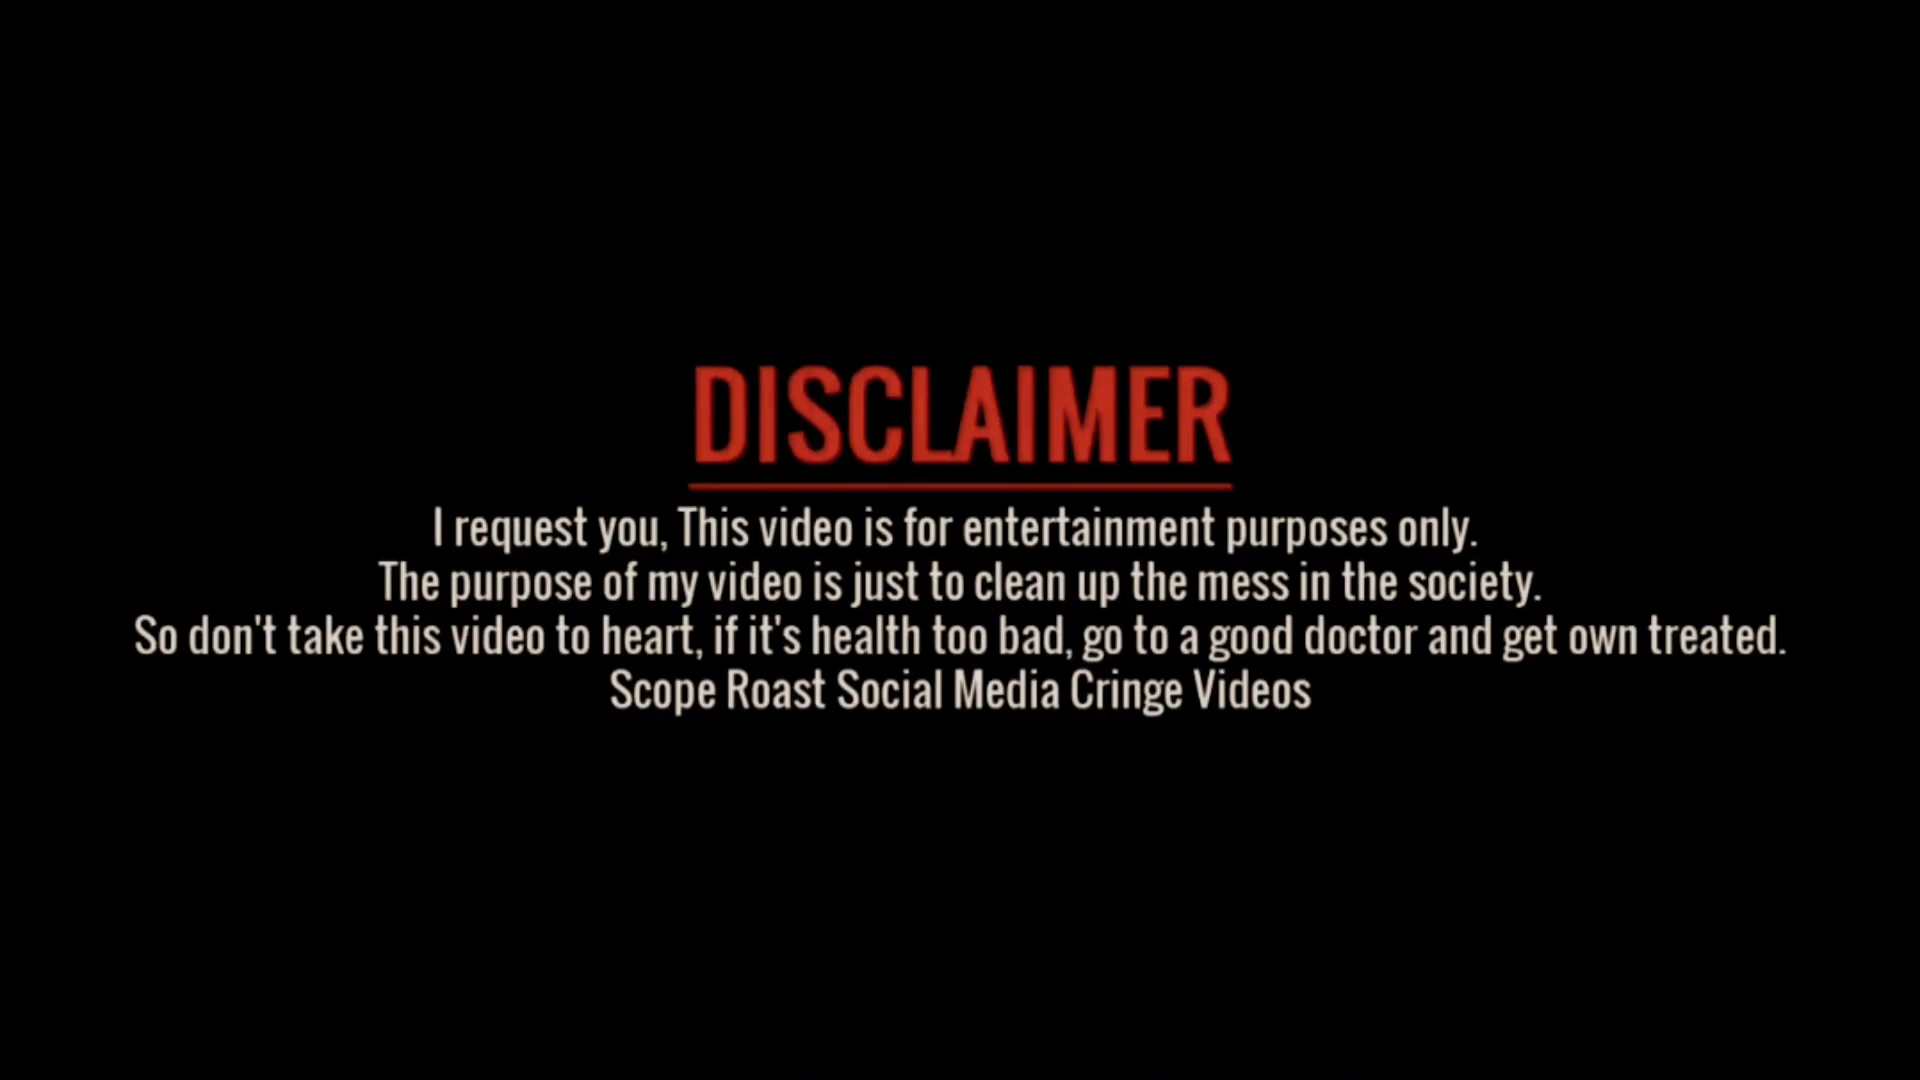 DISCLAIMER
I request you, This video is for entertainment purposes only.
The purpose of my video is just to clean up the mess in the society.
So don't take this video to heart, if it's health too bad, go to a good doctor and get own treated.
Scope Roast Social Media Cringe Videos